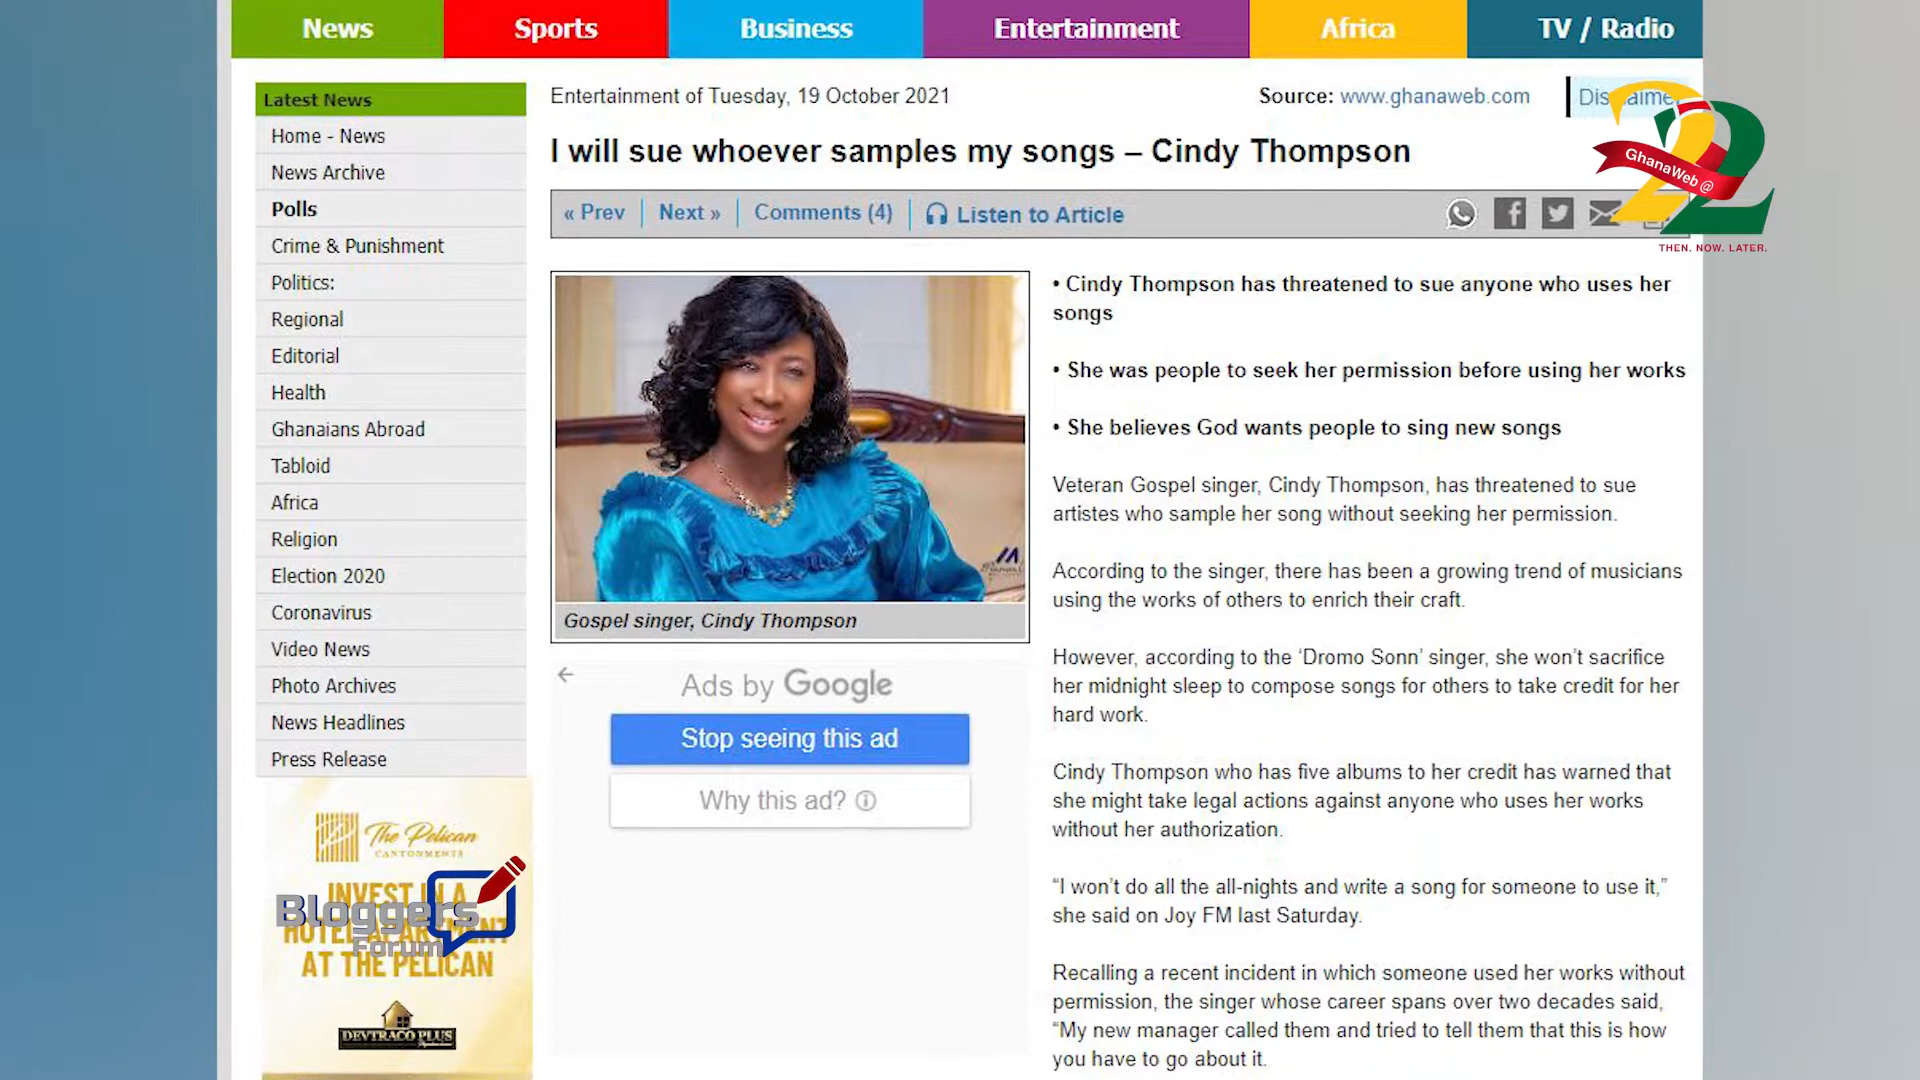 News Sports Business Entertainment Africa TV / Radio
Latest News
Home - News
News Archive
Polls
Crime & Punishment
Politics:
Regional
Editorial
Health
Ghanaians Abroad
Tabloid
Africa
Religion
Election 2020
Coronavirus
Video News
Photo Archives
News Headlines
Press Release
The Pelican
CANTONMENTS
INVEST IN A
HOTEL APARTMENT
AT THE PELICAN
Bloggers
Forum
DEVTRACO PLUS
Entertainment of Tuesday, 19 October 2021
Source: www.ghanaweb.com
Disclaimer
GhanaWeb @
22
THEN. NOW. LATER.
I will sue whoever samples my songs – Cindy Thompson
« Prev Next » Comments (4) Listen to Article
Gospel singer, Cindy Thompson
Ads by Google
Stop seeing this ad
Why this ad?
• Cindy Thompson has threatened to sue anyone who uses her
songs
• She was people to seek her permission before using her works
• She believes God wants people to sing new songs
Veteran Gospel singer, Cindy Thompson, has threatened to sue
artistes who sample her song without seeking her permission.
According to the singer, there has been a growing trend of musicians
using the works of others to enrich their craft.
However, according to the ‘Dromo Sonn’ singer, she won’t sacrifice
her midnight sleep to compose songs for others to take credit for her
hard work.
Cindy Thompson who has five albums to her credit has warned that
she might take legal actions against anyone who uses her works
without her authorization.
“I won’t do all the all-nights and write a song for someone to use it,”
she said on Joy FM last Saturday.
Recalling a recent incident in which someone used her works without
permission, the singer whose career spans over two decades said,
“My new manager called them and tried to tell them that this is how
you have to go about it.